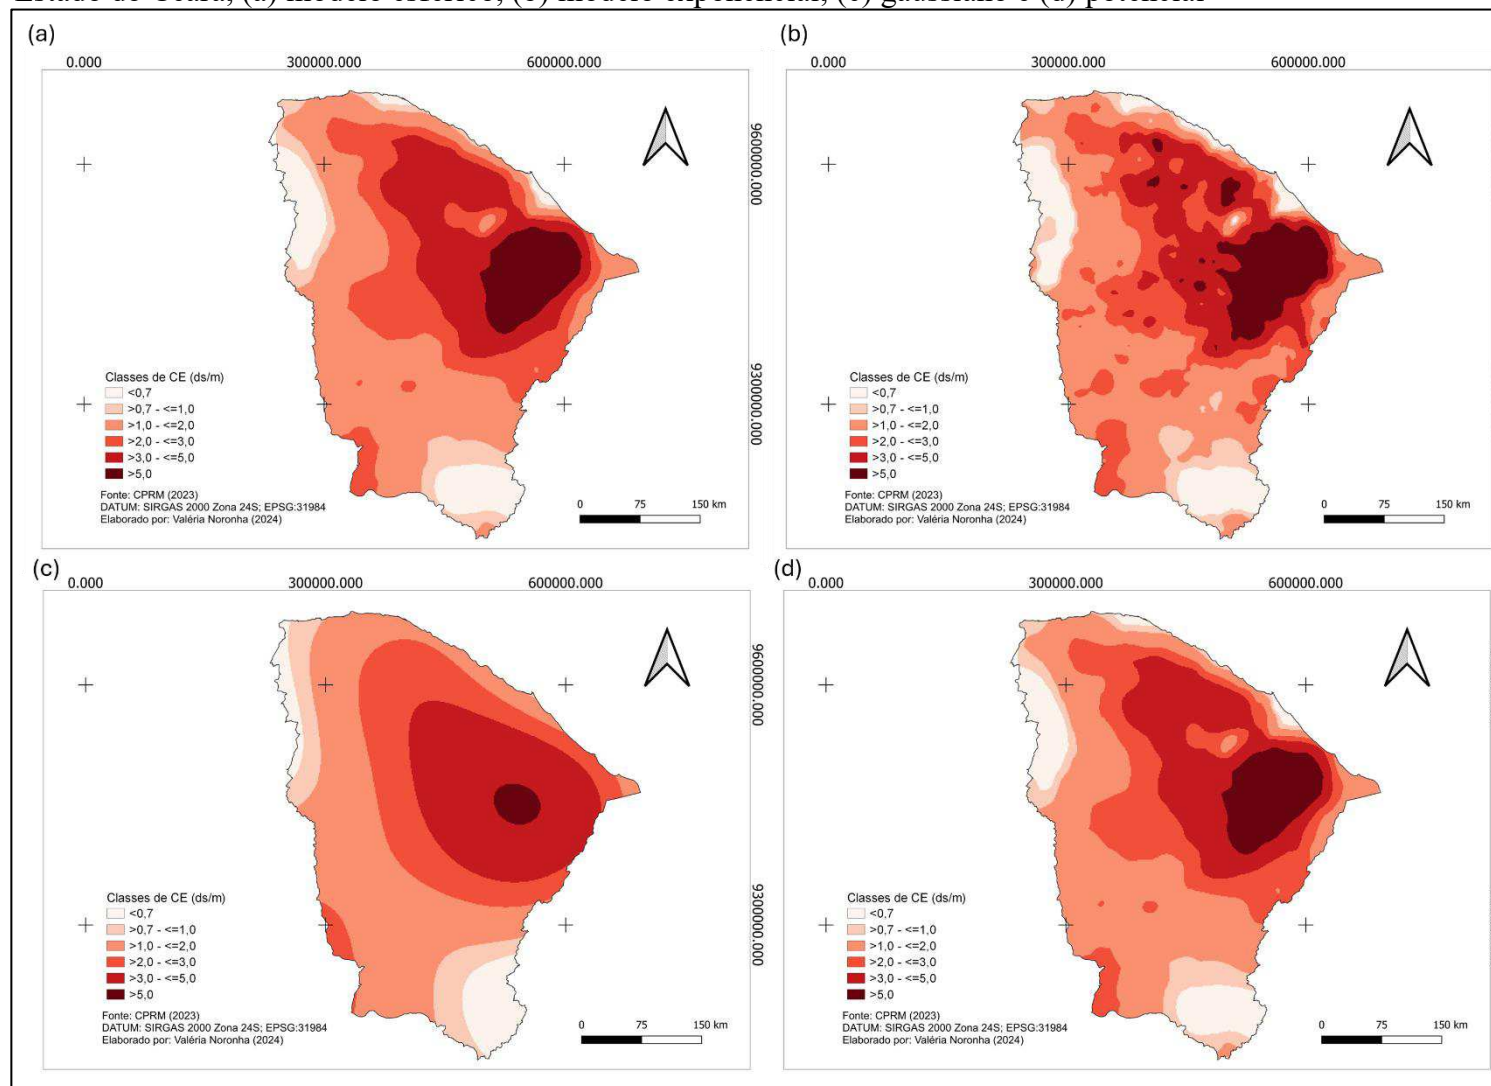 Estado do Ceará, (a) modelo esférico, (b) modelo exponencial, (c) gaussiano e (d) potencial
(a)
0.000 300000.000 600000.000
9600000.000
9300000.000
Classes de CE (ds/m)
<0,7
>0,7 - <=1,0
>1,0 - <=2,0
>2,0 - <=3,0
>3,0 - <=5,0
>5,0
Fonte: CPRM (2023)
DATUM: SIRGAS 2000 Zona 24S; EPSG:31984
Elaborado por: Valéria Noronha (2024)
0 75 150 km
(b)
0.000 300000.000 600000.000
Classes de CE (ds/m)
<0,7
>0,7 - <=1,0
>1,0 - <=2,0
>2,0 - <=3,0
>3,0 - <=5,0
>5,0
Fonte: CPRM (2023)
DATUM: SIRGAS 2000 Zona 24S; EPSG:31984
Elaborado por: Valéria Noronha (2024)
0 75 150 km
(c)
0.000 300000.000 600000.000
9600000.000
9300000.000
Classes de CE (ds/m)
<0,7
>0,7 - <=1,0
>1,0 - <=2,0
>2,0 - <=3,0
>3,0 - <=5,0
>5,0
Fonte: CPRM (2023)
DATUM: SIRGAS 2000 Zona 24S; EPSG:31984
Elaborado por: Valéria Noronha (2024)
0 75 150 km
(d)
0.000 300000.000 600000.000
Classes de CE (ds/m)
<0,7
>0,7 - <=1,0
>1,0 - <=2,0
>2,0 - <=3,0
>3,0 - <=5,0
>5,0
Fonte: CPRM (2023)
DATUM: SIRGAS 2000 Zona 24S; EPSG:31984
Elaborado por: Valéria Noronha (2024)
0 75 150 km